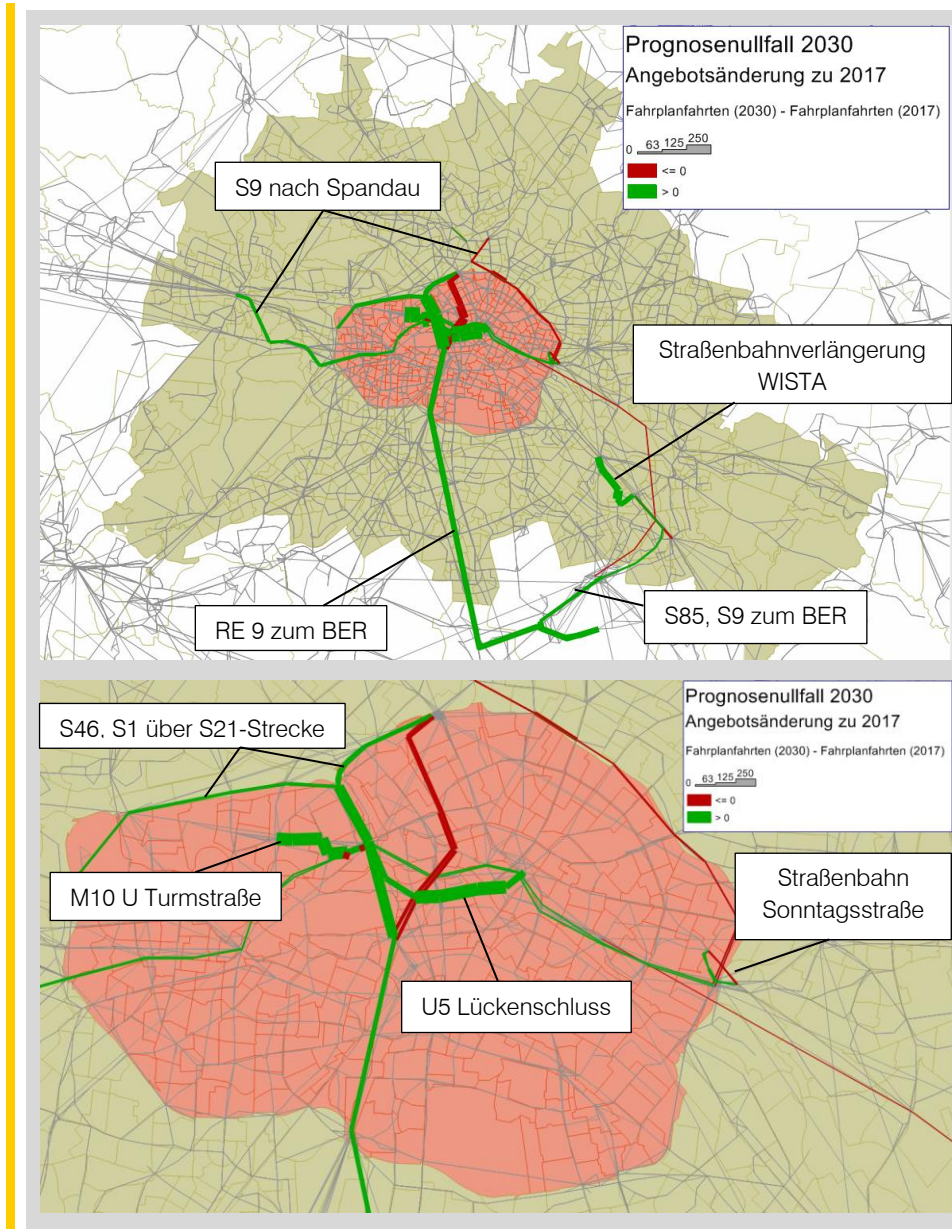 Prognosenullfall 2030
Angebotsänderung zu 2017
Fahrplanfahrten (2030) - Fahrplanfahrten (2017)
0 63 125 250
<= 0
> 0
S9 nach Spandau
Straßenbahnverlängerung
WISTA
RE 9 zum BER
S85, S9 zum BER
Prognosenullfall 2030
Angebotsänderung zu 2017
Fahrplanfahrten (2030) - Fahrplanfahrten (2017)
0 63 125 250
<= 0
> 0
S46. S1 über S21-Strecke
M10 U Turmstraße
Straßenbahn
Sonntagsstraße
U5 Lückenschluss